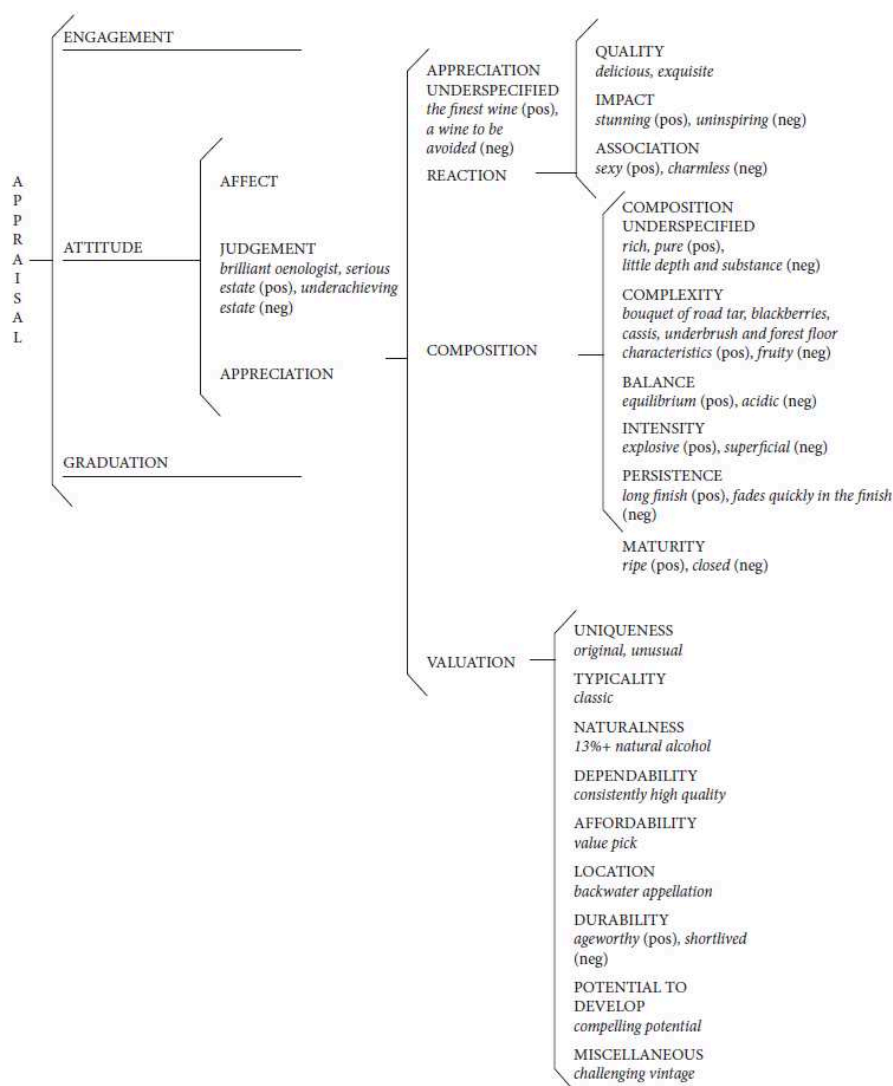 ENGAGEMENT
APPRAISAL
ATTITUDE
GRADUATION
AFFECT
JUDGEMENT
brilliant oenologist, serious
estate (pos), underachieving
estate (neg)
APPRECIATION
APPRECIATION
UNDERSPECIFIED
the finest wine (pos),
a wine to be
avoided (neg)
REACTION
COMPOSITION
VALUATION
QUALITY
delicious, exquisite
IMPACT
stunning (pos), uninspiring (neg)
ASSOCIATION
sexy (pos), charmless (neg)
COMPOSITION
UNDERSPECIFIED
rich, pure (pos),
little depth and substance (neg)
COMPLEXITY
bouquet of road tar, blackberries,
cassis, underbrush and forest floor
characteristics (pos), fruity (neg)
BALANCE
equilibrium (pos), acidic (neg)
INTENSITY
explosive (pos), superficial (neg)
PERSISTENCE
long finish (pos), fades quickly in the finish
(neg)
MATURITY
ripe (pos), closed (neg)
UNIQUENESS
original, unusual
TYPICALITY
classic
NATURALNESS
13%+ natural alcohol
DEPENDABILITY
consistently high quality
AFFORDABILITY
value pick
LOCATION
backwater appellation
DURABILITY
ageworthy (pos), shortlived
(neg)
POTENTIAL TO
DEVELOP
compelling potential
MISCELLANEOUS
challenging vintage